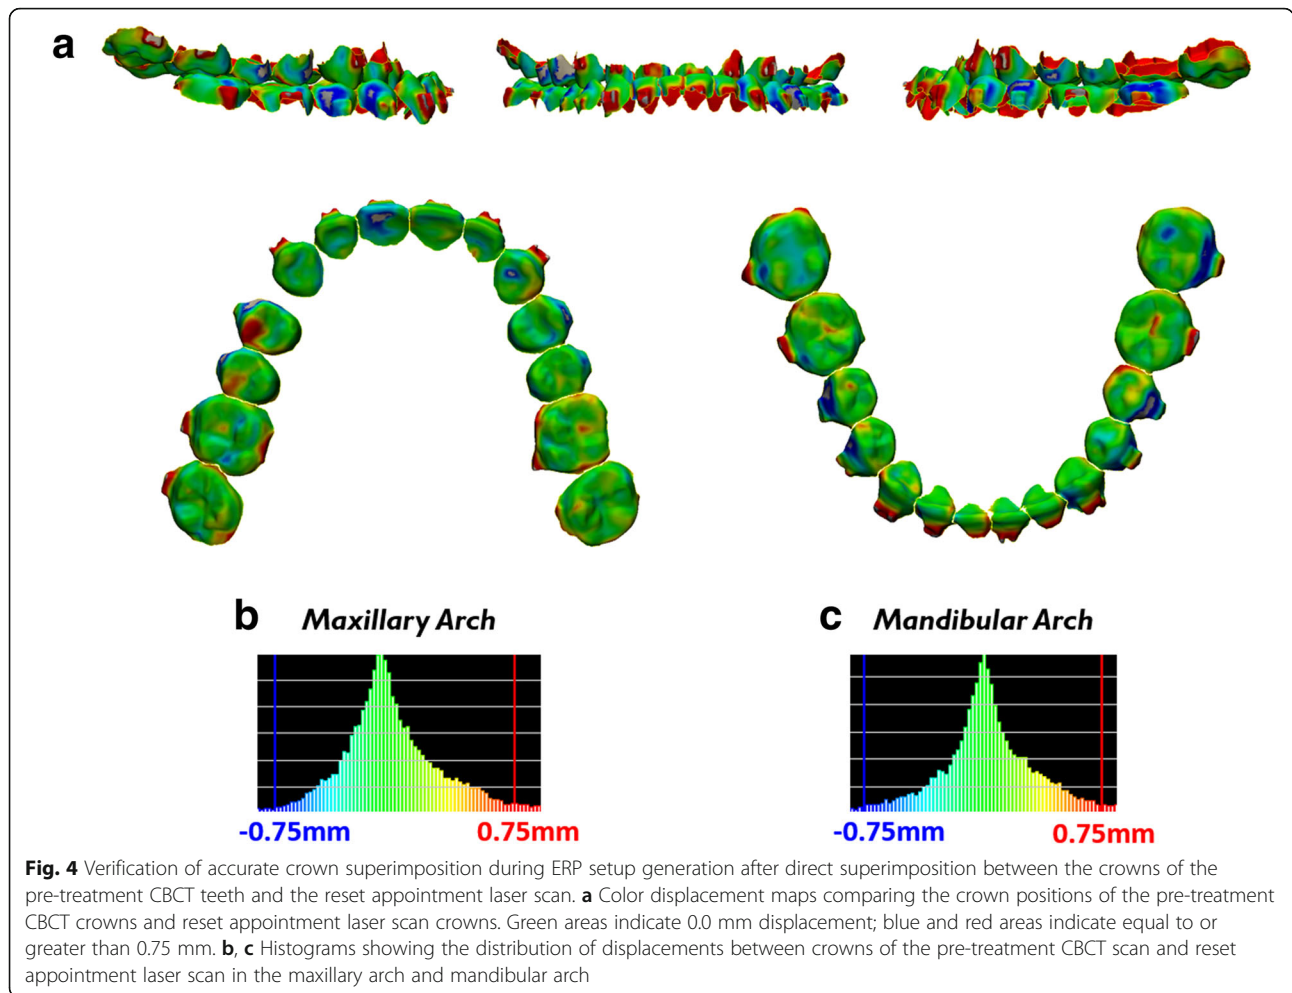 a
b Maxillary Arch
c Mandibular Arch
-0.75mm 0.75mm
-0.75mm 0.75mm
Fig. 4 Verification of accurate crown superimposition during ERP setup generation after direct superimposition between the crowns of the
pre-treatment CBCT teeth and the reset appointment laser scan. a Color displacement maps comparing the crown positions of the pre-treatment
CBCT crowns and reset appointment laser scan crowns. Green areas indicate 0.0 mm displacement; blue and red areas indicate equal to or
greater than 0.75 mm. b, c Histograms showing the distribution of displacements between crowns of the pre-treatment CBCT scan and reset
appointment laser scan in the maxillary arch and mandibular arch